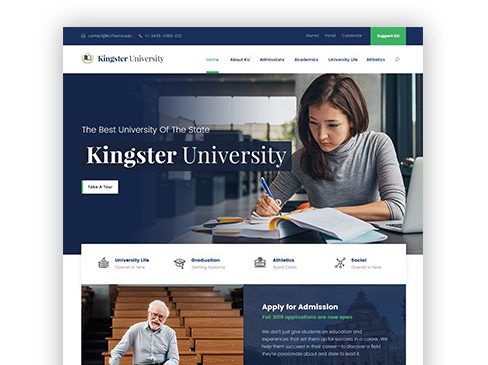 contact@KUTheme.edu +1-3435-2356-222 Alumni Portal Calendar Support KU
Kingster University Home About KU Admissions Academics University Life Athletics
The Best University Of The State
Kingster University
Take A Tour
University Life Graduation Athletics Social
Overall in here Getting Diploma Sport Clubs Overall in here
Apply for Admission
Fall 2019 applications are now open
We don't just give students an education and
experiences that set them up for success in a career. We
help them succeed in their career—to discover a field
they're passionate about and dare to lead it.